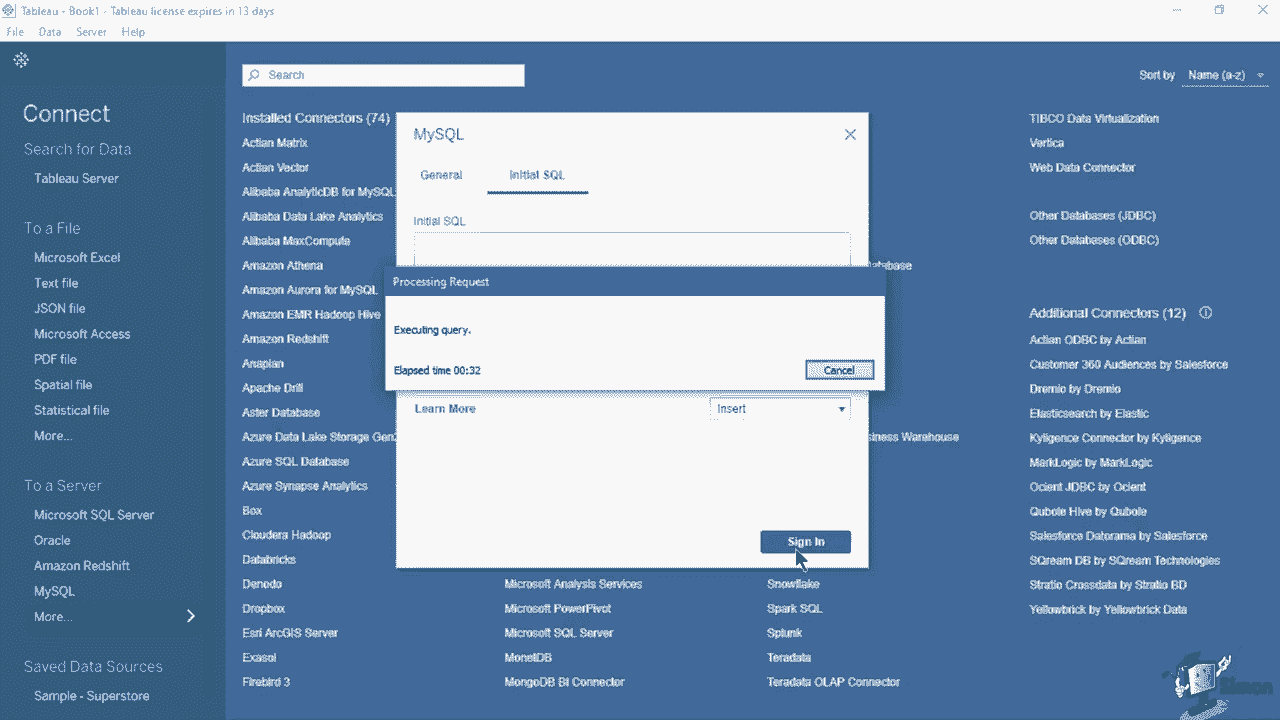 Tableau - Book1 - Tableau license expires in 13 days
File Data Server Help
Connect
Search for Data
Tableau Server
To a File
Microsoft Excel
Text file
JSON file
Microsoft Access
PDF file
Spatial file
Statistical file
More...
To a Server
Microsoft SQL Server
Oracle
Amazon Redshift
MySQL
More...
Saved Data Sources
Sample - Superstore
Search
Sort by Name (a-z)
Installed Connectors (74)
Actian Matrix
Actian Vector
Alibaba AnalyticDB for MySQL
Alibaba Data Lake Analytics
Alibaba MaxCompute
Amazon Athena
Amazon Aurora for MySQL
Amazon EMR Hadoop Hive
Amazon Redshift
Anaplan
Apache Drill
Aster Database
Azure Data Lake Storage Gen2
Azure SQL Database
Azure Synapse Analytics
Box
Cloudera Hadoop
Databricks
Denodo
Dropbox
Esri ArcGIS Server
Exasol
Firebird 3
MySQL
General Initial SQL
Initial SQL
Processing Request
Executing query.
Elapsed time 00:32 Cancel
Learn More Insert
Sign In
Microsoft Analysis Services
Microsoft PowerPivot
Microsoft SQL Server
MonetDB
MongoDB BI Connector
Warehouse
Snowflake
Spark SQL
Splunk
Teradata
Teradata OLAP Connector
TIBCO Data Virtualization
Vertica
Web Data Connector
Other Databases (JDBC)
Other Databases (ODBC)
Additional Connectors (12)
Actian ODBC by Actian
Customer 360 Audiences by Salesforce
Dremio by Dremio
Elasticsearch by Elastic
Kyligence Connector by Kyligence
MarkLogic by MarkLogic
Ocient JDBC by Ocient
Qubole Hive by Qubole
Salesforce Datorama by Salesforce
SQream DB by SQream Technologies
Stratio Crossdata by Stratio BD
Yellowbrick by Yellowbrick Data